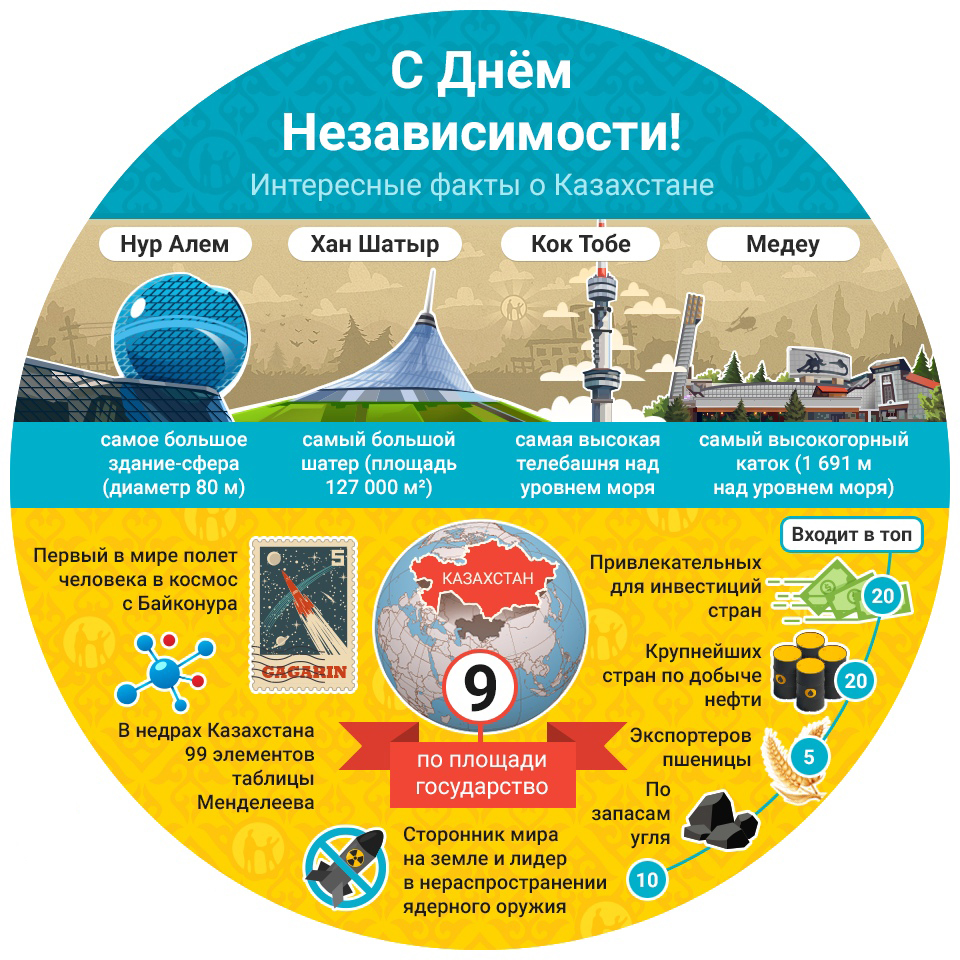 С Днём
Независимости!
Интересные факты о Казахстане
Нур Алем
Хан Шатыр
Кок Тобе
Медеу
самое большое
здание-сфера
(диаметр 80 м)
самый большой
шатер (площадь
127 000 м²)
самая высокая
телебашня над
уровнем моря
самый высокогорный
каток (1 691 м
над уровнем моря)
Первый в мире полет
человека в космос
с Байконура
5
GAGARIN
В недрах Казахстана
99 элементов
таблицы
Менделеева
КАЗАХСТАН
9
по площади
государство
Сторонник мира
на земле и лидер
в нераспространении
ядерного оружия
Входит в топ
Привлекательных
для инвестиций
стран
20
Крупнейших
стран по добыче
нефти
20
Экспортеров
пшеницы
5
По
запасам
угля
10